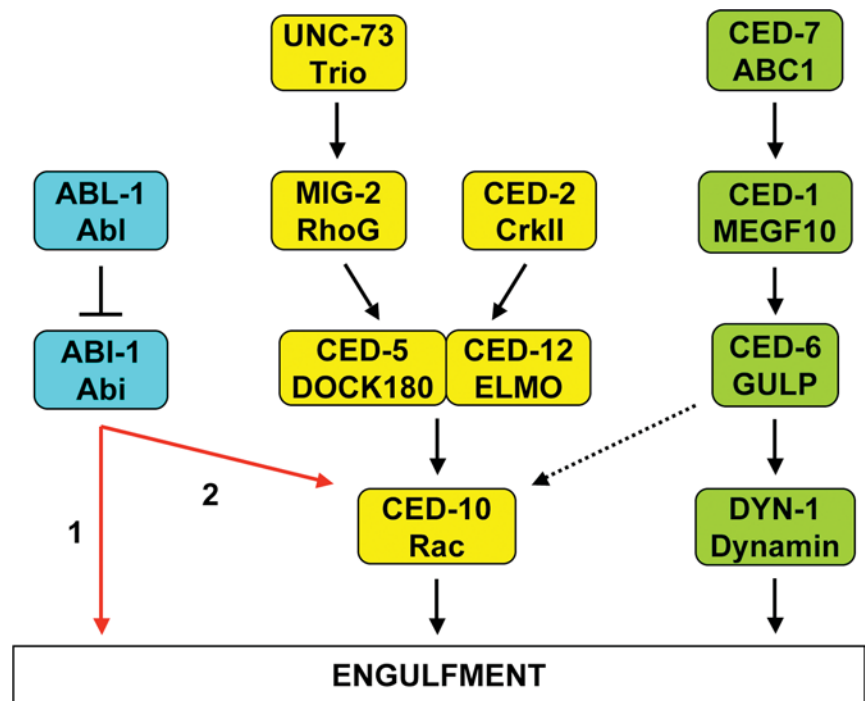 UNC-73
Trio
CED-7
ABC1
ABL-1
Abl
MIG-2
RhoG
CED-2
CrkII
CED-1
MEGF10
ABI-1
Abi
CED-5
DOCK180
CED-12
ELMO
CED-6
GULP
1
2
CED-10
Rac
DYN-1
Dynamin
ENGULFMENT